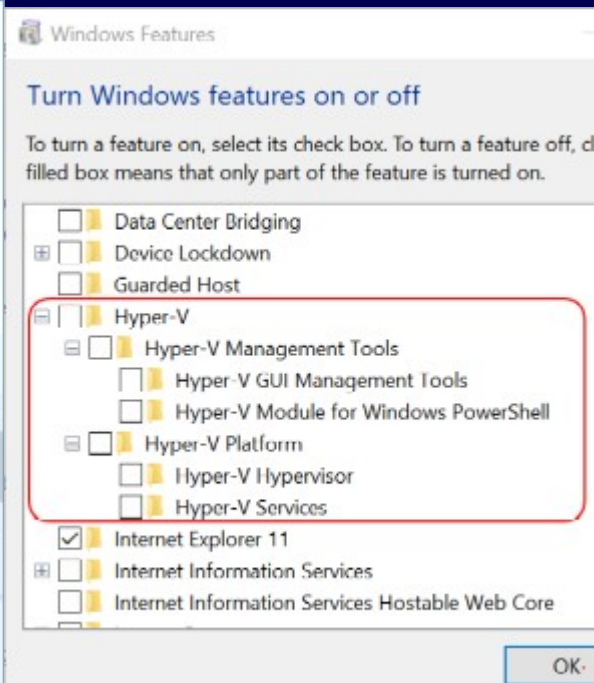 Windows Features
Turn Windows features on or off
To turn a feature on, select its check box. To turn a feature off,
filled box means that only part of the feature is turned on.
Data Center Bridging
Device Lockdown
Guarded Host
Hyper-V
Hyper-V Management Tools
Hyper-V GUI Management Tools
Hyper-V Module for Windows PowerShell
Hyper-V Platform
Hyper-V Hypervisor
Hyper-V Services
Internet Explorer 11
Internet Information Services
Internet Information Services Hostable Web Core
OK